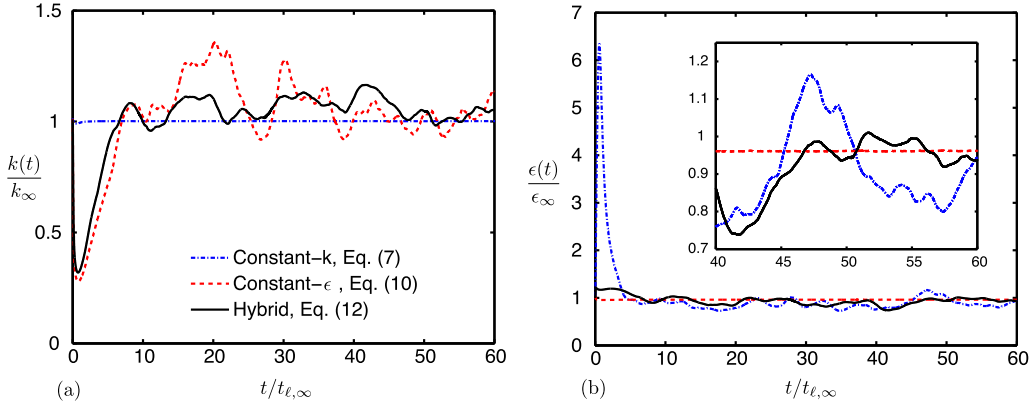 1.5
1
0.5
0
k(t)
k∞
0 10 20 30 40 50 60
t/tℓ,∞
(a)
Constant−k, Eq. (7)
Constant−ϵ , Eq. (10)
Hybrid, Eq. (12)
7
6
5
4
3
2
1
0
ϵ(t)
ϵ∞
0 10 20 30 40 50 60
t/tℓ,∞
(b)
1.2
1.1
1
0.9
0.8
0.7
40 45 50 55 60